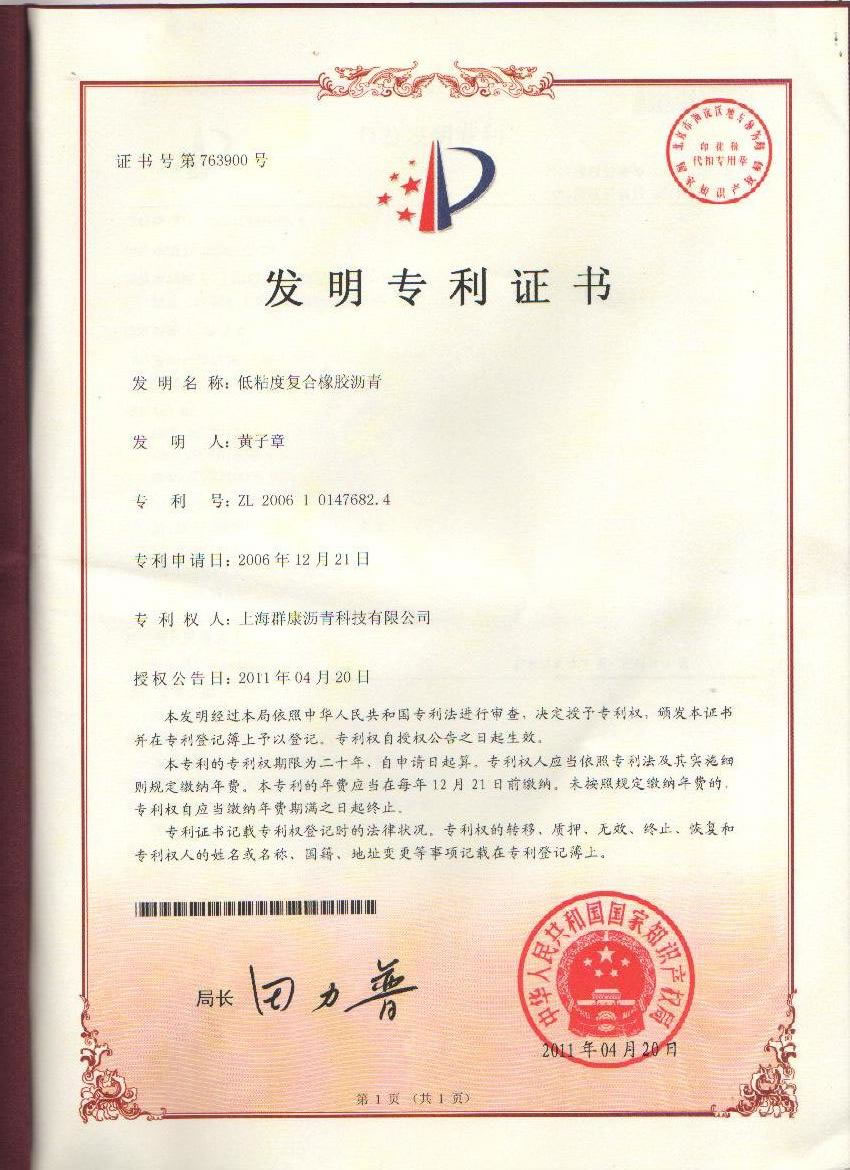 证书号第763900号
印花税
代扣专用章
国家知识产权局
发明专利证书
发明名称：低粘度复合橡胶沥青
发明人：黄子章
专利号：ZL 2006 1 0147682.4
专利申请日：2006年12月21日
专利权人：上海群康沥青科技有限公司
授权公告日：2011年04月20日
本发明经过本局依照中华人民共和国专利法进行审查，决定授予专利权，颁发本证书
并在专利登记簿上予以登记。专利权自授权公告之日起生效。
本专利的专利权期限为二十年，自申请日起算。专利权人应当依照专利法及其实施细
则规定缴纳年费。本专利的年费应当在每年12月21日前缴纳。未按照规定缴纳年费的，
专利权自应当缴纳年费期满之日起终止。
专利证书记载专利权登记时的法律状况。专利权的转移、质押、无效、终止、恢复和
专利权人的姓名或名称、国籍、地址变更等事项记载在专利登记簿上。
局长 田力普
中华人民共和国国家知识产权局
2011年04月20日
第1页（共1页）